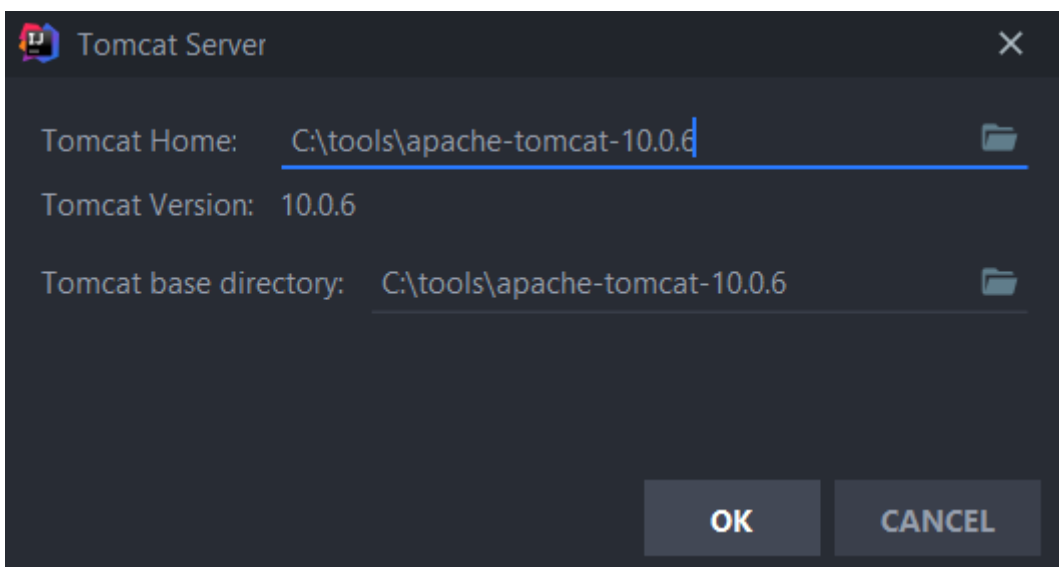 Tomcat Server
Tomcat Home: C:\tools\apache-tomcat-10.0.6
Tomcat Version: 10.0.6
Tomcat base directory: C:\tools\apache-tomcat-10.0.6
OK CANCEL